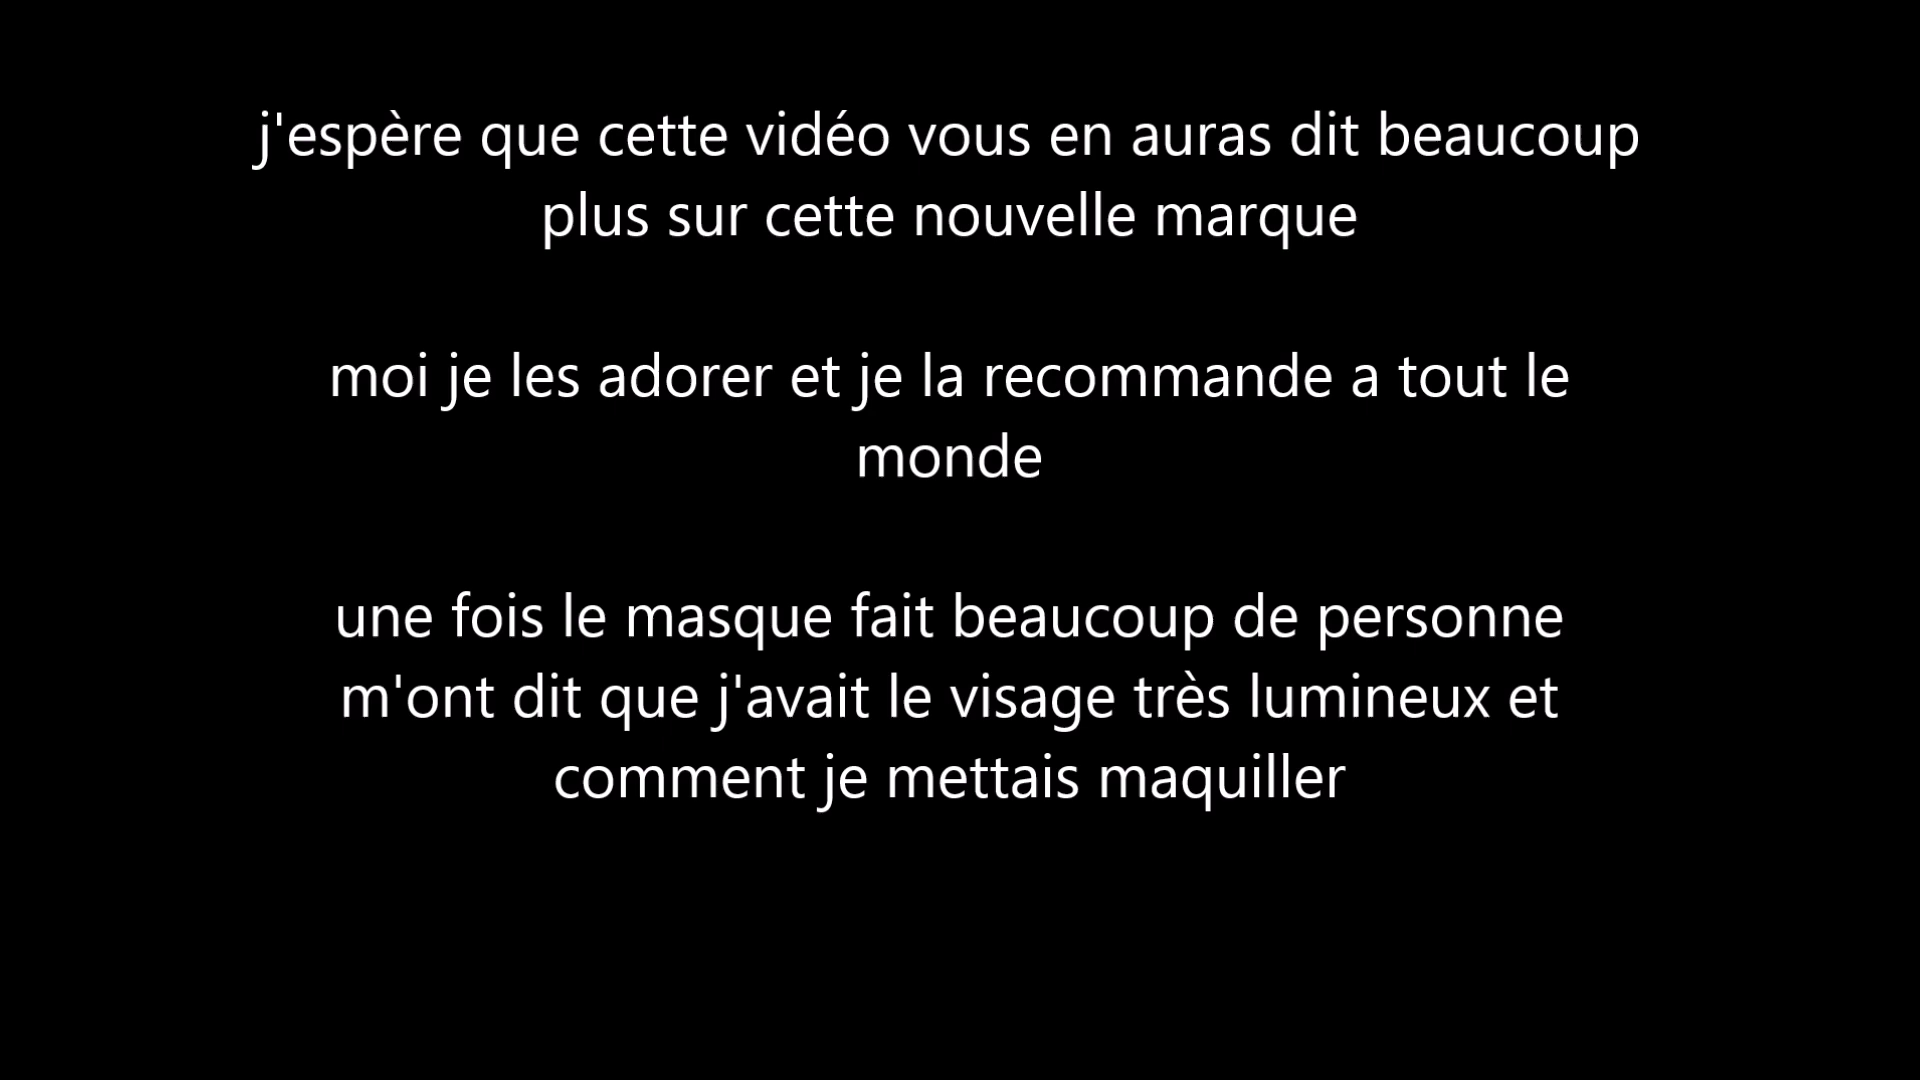 j'espère que cette vidéo vous en auras dit beaucoup
plus sur cette nouvelle marque
moi je les adorer et je la recommande a tout le
monde
une fois le masque fait beaucoup de personne
m'ont dit que j'avait le visage très lumineux et
comment je mettais maquiller